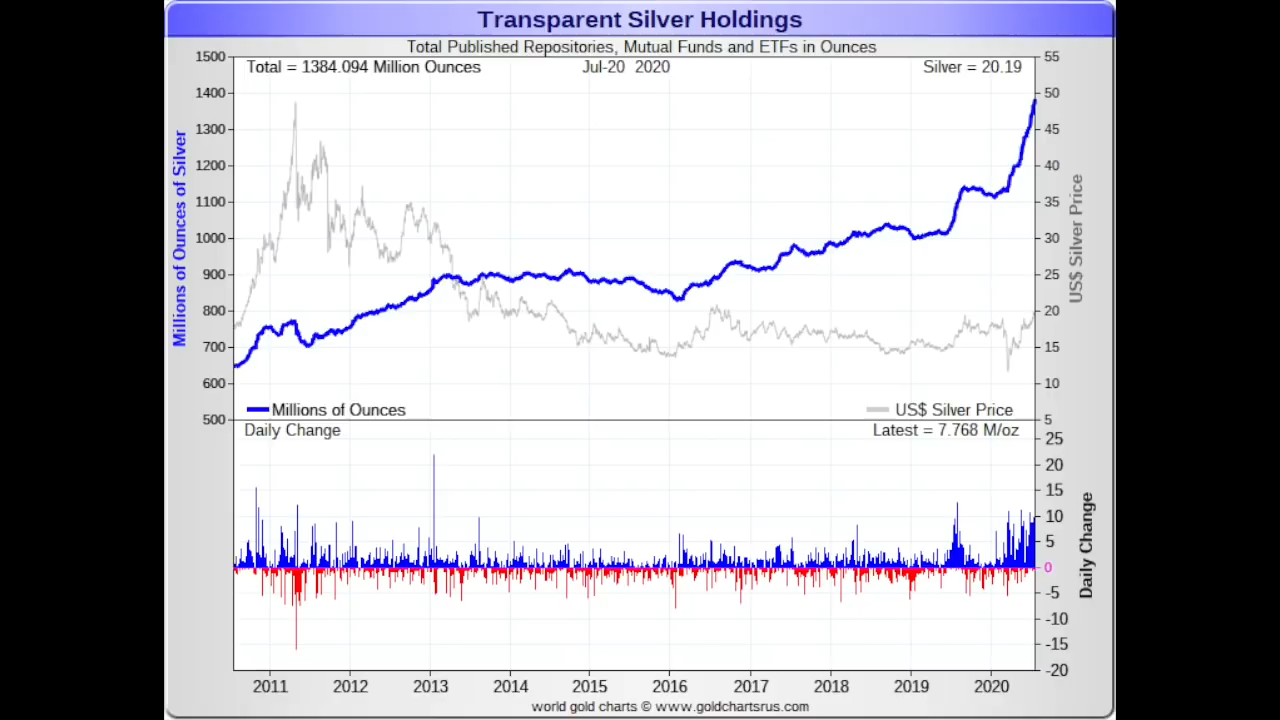 Transparent Silver Holdings
Total Published Repositories, Mutual Funds and ETFs in Ounces
Total = 1384.094 Million Ounces Jul-20 2020 Silver = 20.19
1500 55
1400 50
1300 45
1200 40
1100 35
1000 30
900 25
800 20
700 15
600 10
500 5
Millions of Ounces of Silver
US$ Silver Price
Millions of Ounces US$ Silver Price
Daily Change Latest = 7.768 M/oz
25
20
15
10
5
0
-5
-10
-15
-20
Daily Change
2011 2012 2013 2014 2015 2016 2017 2018 2019 2020
world gold charts © www.goldchartsrus.com